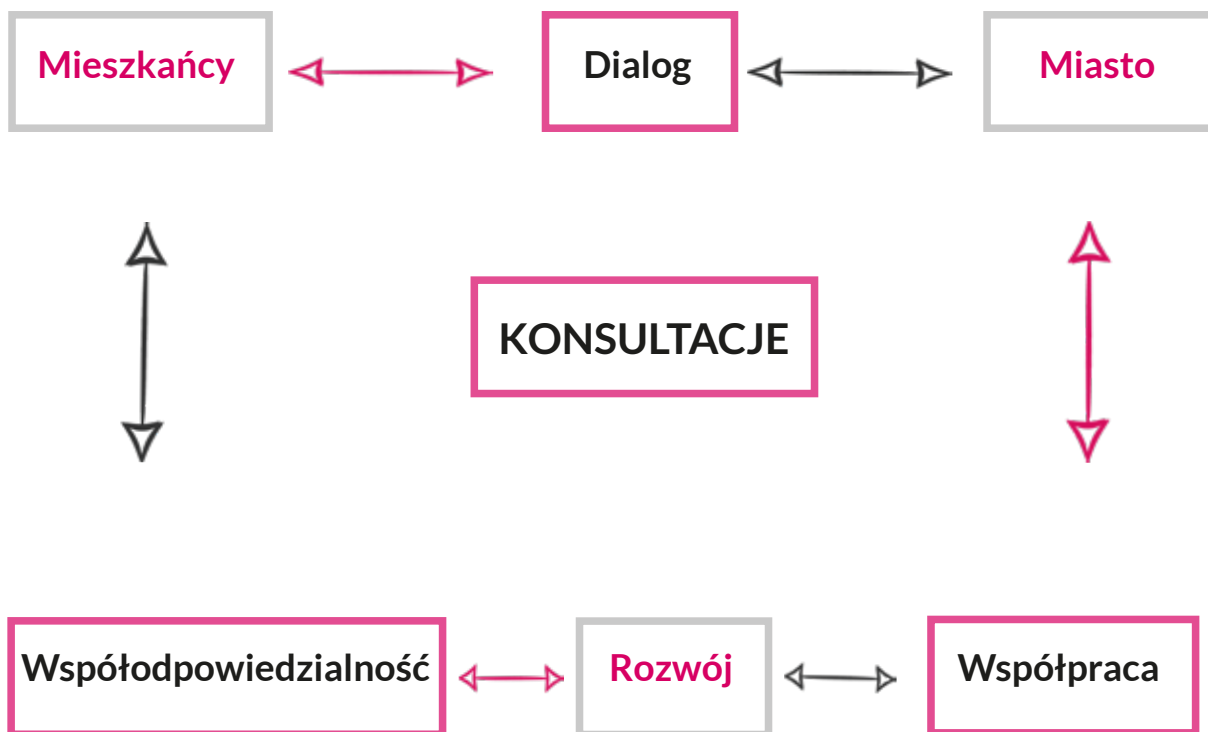 Mieszkańcy
Dialog
Miasto
KONSULTACJE
Współodpowiedzialność
Rozwój
Współpraca